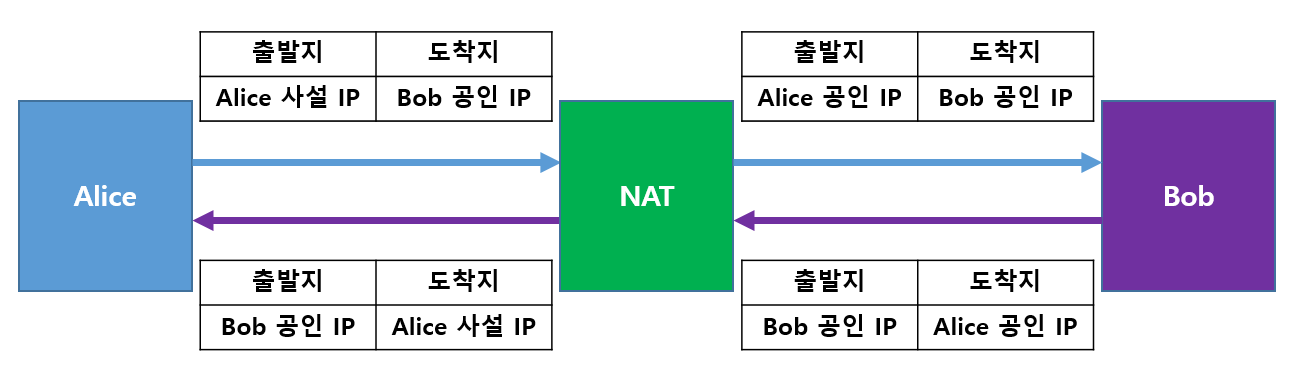 출발지 도착지
Alice 사설 IP Bob 공인 IP
출발지 도착지
Alice 공인 IP Bob 공인 IP
Alice
NAT
Bob
출발지 도착지
Bob 공인 IP Alice 사설 IP
출발지 도착지
Bob 공인 IP Alice 공인 IP